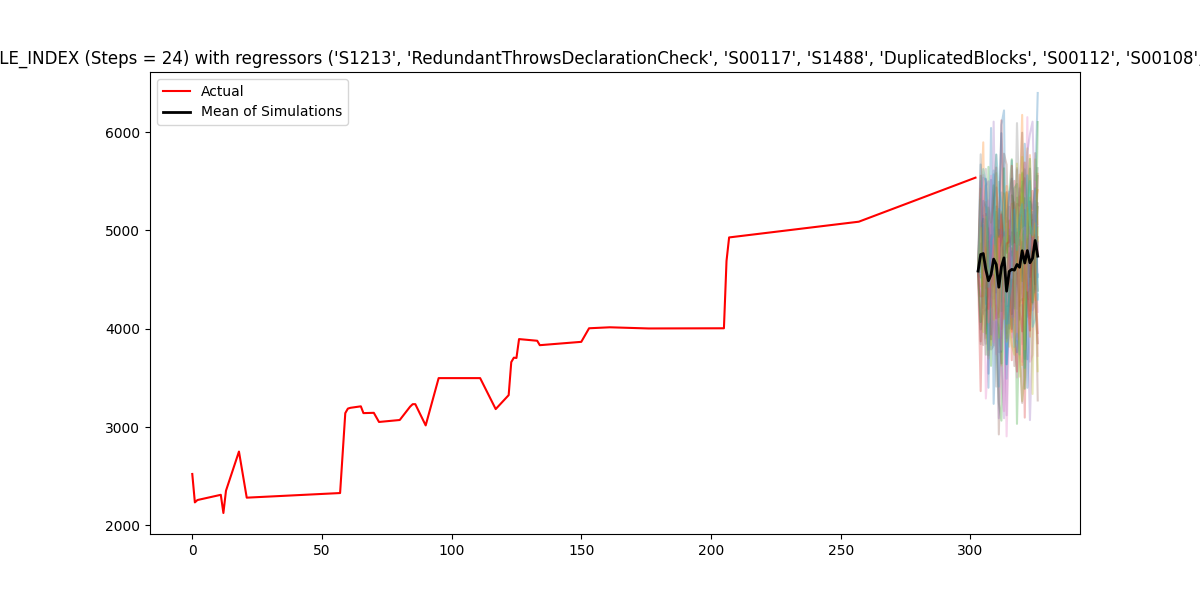 LE_INDEX (Steps = 24) with regressors ('S1213', 'RedundantThrowsDeclarationCheck', 'S00117', 'S1488', 'DuplicatedBlocks', 'S00112', 'S00108',
Actual
Mean of Simulations
6000
5000
4000
3000
2000
0 50 100 150 200 250 300